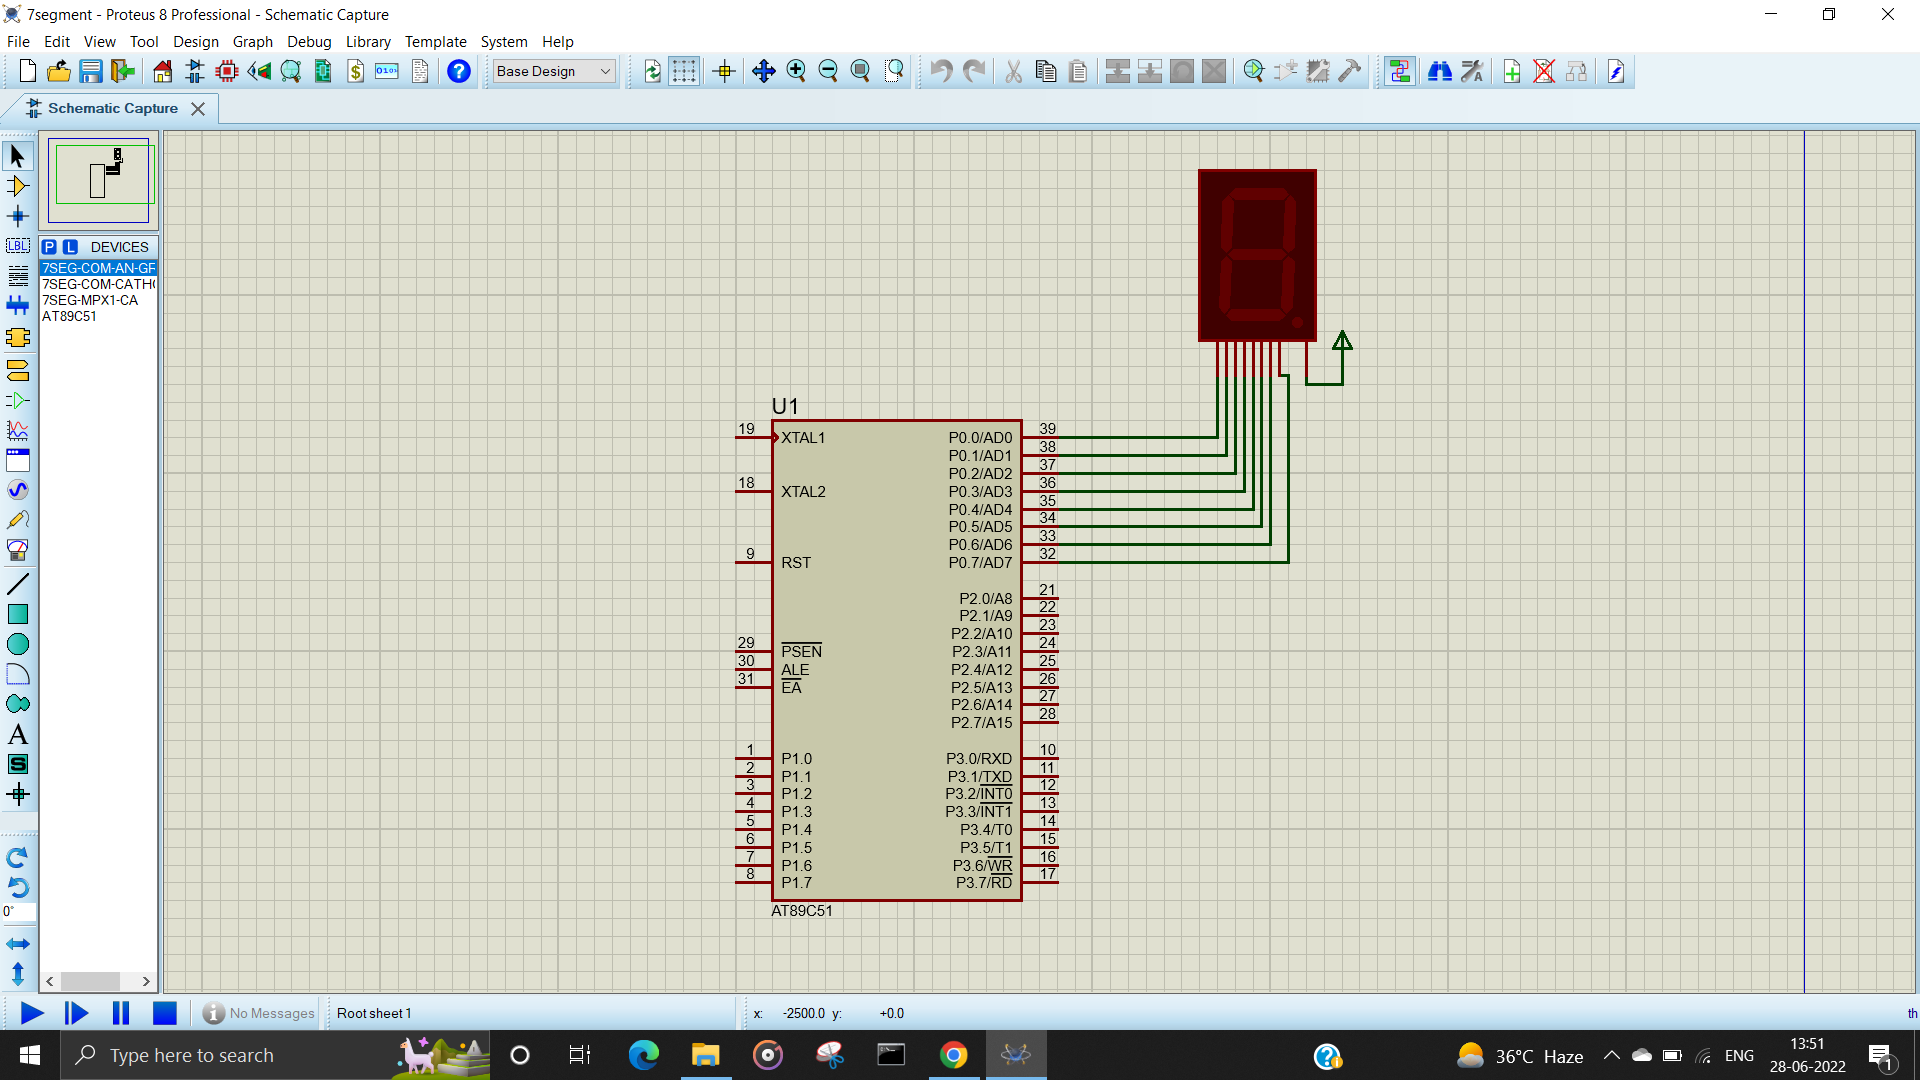 7segment - Proteus 8 Professional - Schematic Capture
File Edit View Tool Design Graph Debug Library Template System Help
Base Design
Schematic Capture
LBL
P L DEVICES
7SEG-COM-AN-GF
7SEG-COM-CATH
7SEG-MPX1-CA
AT89C51
A
S
0°
U1
19 XTAL1
18 XTAL2
9 RST
29 PSEN
30 ALE
31 EA
1 P1.0
2 P1.1
3 P1.2
4 P1.3
5 P1.4
6 P1.5
7 P1.6
8 P1.7
P0.0/AD0 39
P0.1/AD1 38
P0.2/AD2 37
P0.3/AD3 36
P0.4/AD4 35
P0.5/AD5 34
P0.6/AD6 33
P0.7/AD7 32
P2.0/A8 21
P2.1/A9 22
P2.2/A10 23
P2.3/A11 24
P2.4/A12 25
P2.5/A13 26
P2.6/A14 27
P2.7/A15 28
P3.0/RXD 10
P3.1/TXD 11
P3.2/INT0 12
P3.3/INT1 13
P3.4/T0 14
P3.5/T1 15
P3.6/WR 16
P3.7/RD 17
AT89C51
No Messages Root sheet 1 x: -2500.0 y: +0.0 th
Type here to search
36°C Haze ENG
13:51
28-06-2022
1